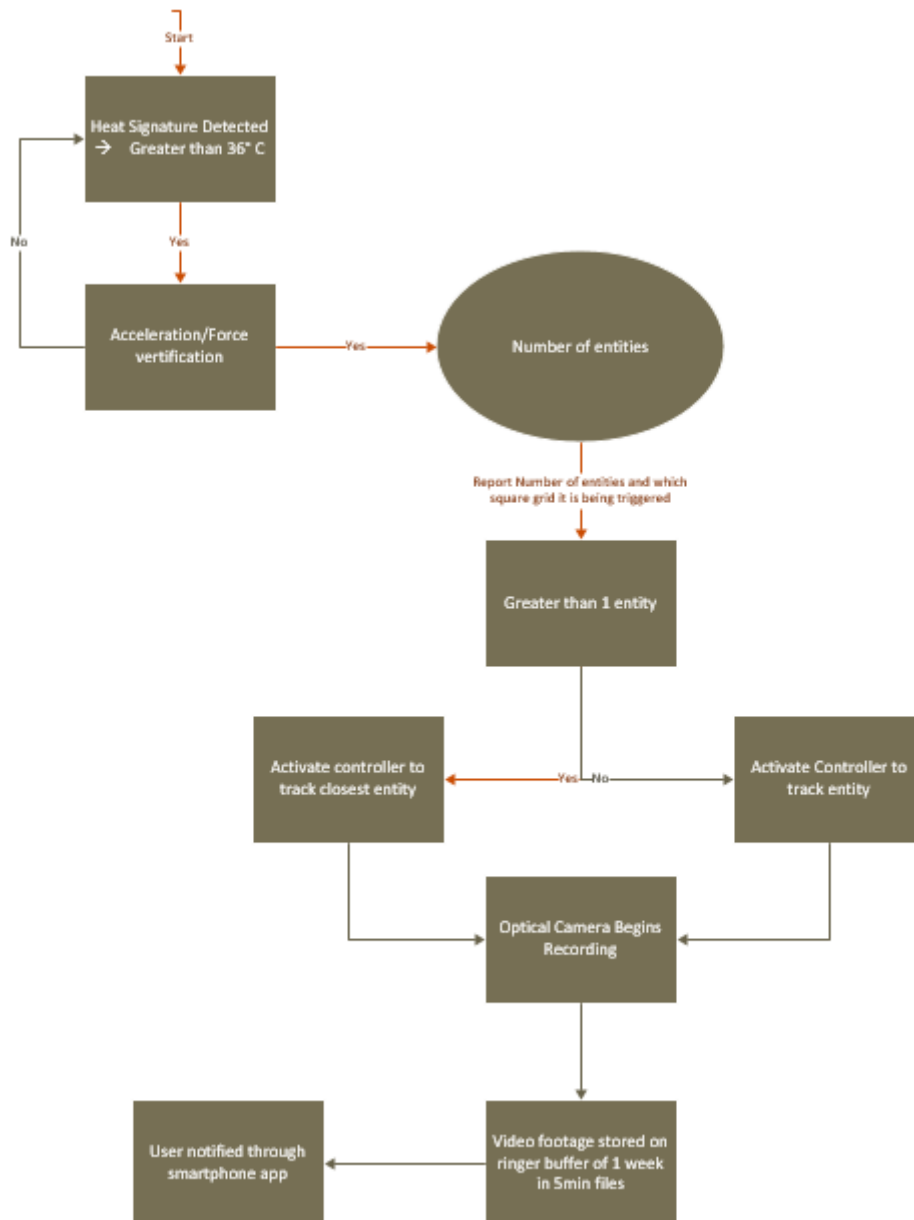 Start
Heat Signature Detected
→ Greater than 36° C
No
Yes
Acceleration/Force
vertification
Yes
Number of entities
Report Number of entities and which
square grid it is being triggered
Greater than 1 entity
Activate controller to
track closest entity
Yes
No
Activate Controller to
track entity
Optical Camera Begins
Recording
User notified through
smartphone app
Video footage stored on
ringer buffer of 1 week
in 5min files